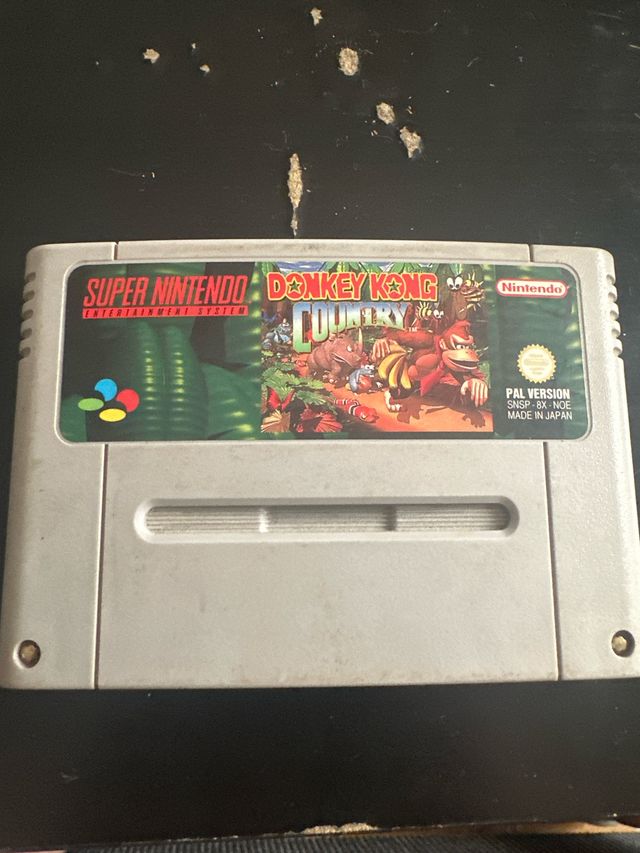 SUPER NINTENDO
ENTERTAINMENT SYSTEM
DONKEY KONG
COUNTRY
Nintendo
PAL VERSION
SNSP - 8X - NOE
MADE IN JAPAN